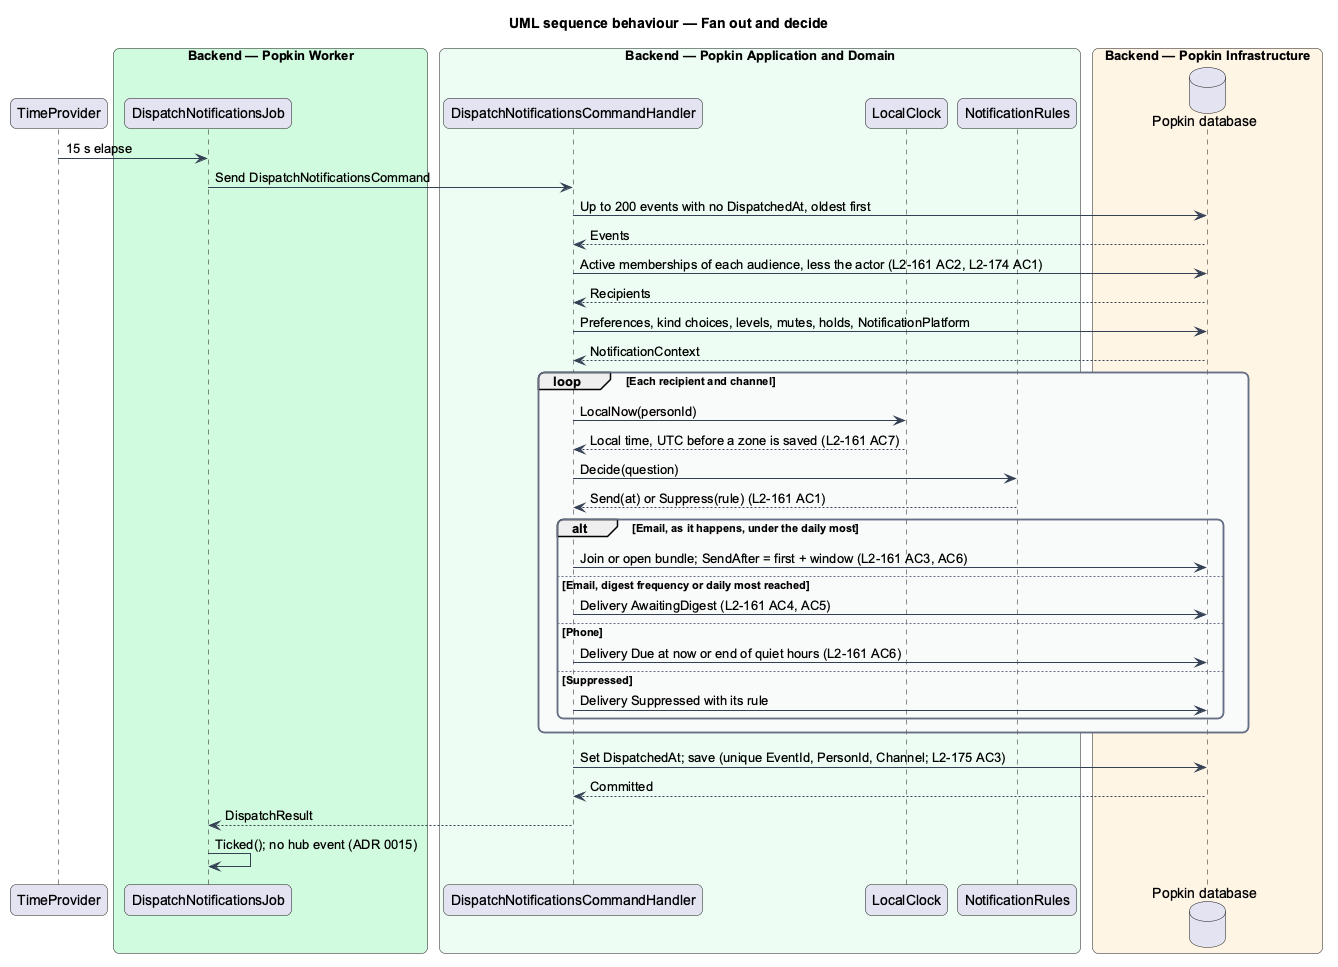 UML sequence behaviour — Fan out and decide
Backend — Popkin Worker
Backend — Popkin Application and Domain
Backend — Popkin Infrastructure
TimeProvider
DispatchNotificationsJob
DispatchNotificationsCommandHandler
LocalClock
NotificationRules
Popkin database
15 s elapse
Send DispatchNotificationsCommand
Up to 200 events with no DispatchedAt, oldest first
Events
Active memberships of each audience, less the actor (L2-161 AC2, L2-174 AC1)
Recipients
Preferences, kind choices, levels, mutes, holds, NotificationPlatform
NotificationContext
loop
[Each recipient and channel]
LocalNow(personId)
Local time, UTC before a zone is saved (L2-161 AC7)
Decide(question)
Send(at) or Suppress(rule) (L2-161 AC1)
alt
[Email, as it happens, under the daily most]
Join or open bundle; SendAfter = first + window (L2-161 AC3, AC6)
[Email, digest frequency or daily most reached]
Delivery AwaitingDigest (L2-161 AC4, AC5)
[Phone]
Delivery Due at now or end of quiet hours (L2-161 AC6)
[Suppressed]
Delivery Suppressed with its rule
Set DispatchedAt; save (unique EventId, PersonId, Channel; L2-175 AC3)
Committed
DispatchResult
Ticked(); no hub event (ADR 0015)
TimeProvider
DispatchNotificationsJob
DispatchNotificationsCommandHandler
LocalClock
NotificationRules
Popkin database